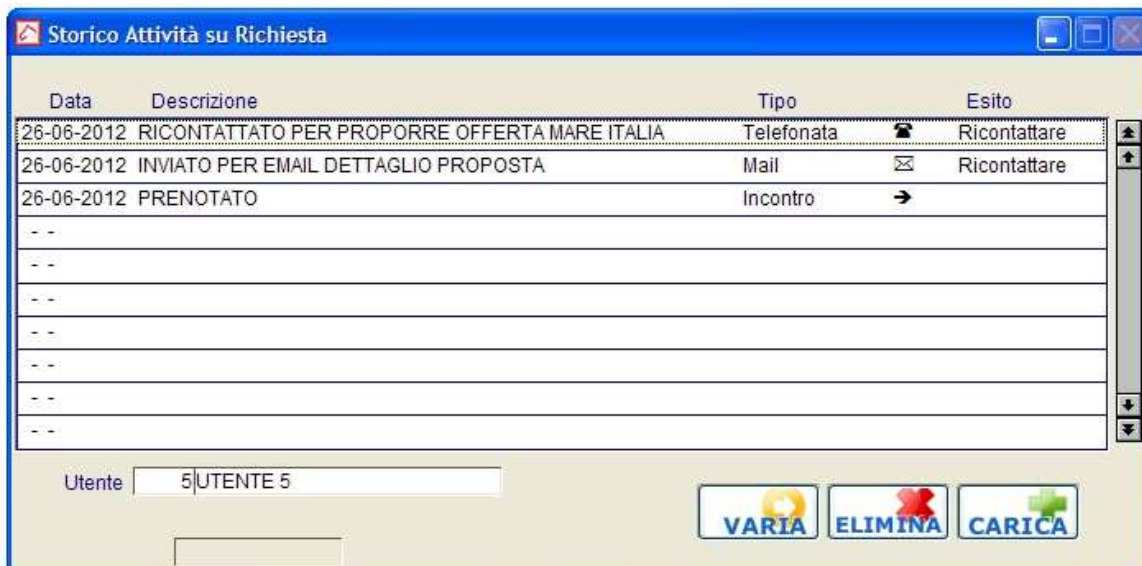 Storico Attività su Richiesta
Data Descrizione Tipo Esito
26-06-2012 RICONTATTATO PER PROPORRE OFFERTA MARE ITALIA Telefonata Ricontattare
26-06-2012 INVIATO PER EMAIL DETTAGLIO PROPOSTA Mail Ricontattare
26-06-2012 PRENOTATO Incontro
- -
- -
- -
- -
- -
- -
- -
Utente 5 UTENTE 5
VARIA ELIMINA CARICA